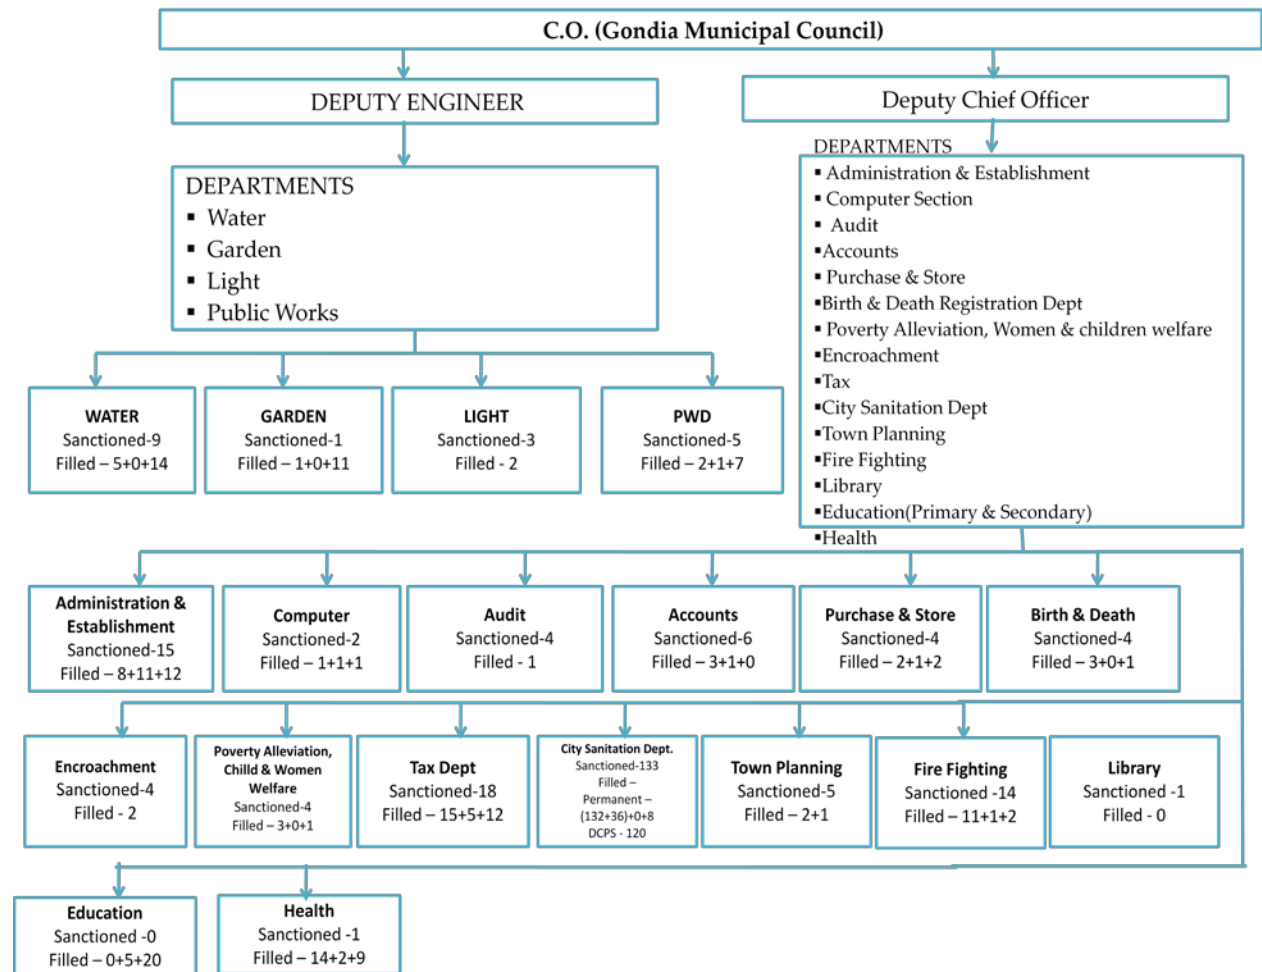 C.O. (Gondia Municipal Council)
DEPUTY ENGINEER
Deputy Chief Officer
DEPARTMENTS
▪ Water
▪ Garden
▪ Light
▪ Public Works
DEPARTMENTS
▪ Administration & Establishment
▪ Computer Section
▪ Audit
▪Accounts
▪ Purchase & Store
▪Birth & Death Registration Dept
▪ Poverty Alleviation, Women & children welfare
▪Encroachment
▪Tax
▪City Sanitation Dept
▪Town Planning
▪Fire Fighting
▪Library
▪Education(Primary & Secondary)
▪Health
WATER
Sanctioned-9
Filled – 5+0+14
GARDEN
Sanctioned-1
Filled – 1+0+11
LIGHT
Sanctioned-3
Filled - 2
PWD
Sanctioned-5
Filled – 2+1+7
Administration &
Establishment
Sanctioned-15
Filled – 8+11+12
Computer
Sanctioned-2
Filled – 1+1+1
Audit
Sanctioned-4
Filled - 1
Accounts
Sanctioned-6
Filled – 3+1+0
Purchase & Store
Sanctioned-4
Filled – 2+1+2
Birth & Death
Sanctioned-4
Filled – 3+0+1
Encroachment
Sanctioned-4
Filled - 2
Poverty Alleviation,
Chilld & Women
Welfare
Sanctioned-4
Filled – 3+0+1
Tax Dept
Sanctioned-18
Filled – 15+5+12
City Sanitation Dept.
Sanctioned-133
Filled –
Permanent –
(132+36)+0+8
DCPS - 120
Town Planning
Sanctioned-5
Filled – 2+1
Fire Fighting
Sanctioned -14
Filled – 11+1+2
Library
Sanctioned -1
Filled - 0
Education
Sanctioned -0
Filled – 0+5+20
Health
Sanctioned -1
Filled – 14+2+9